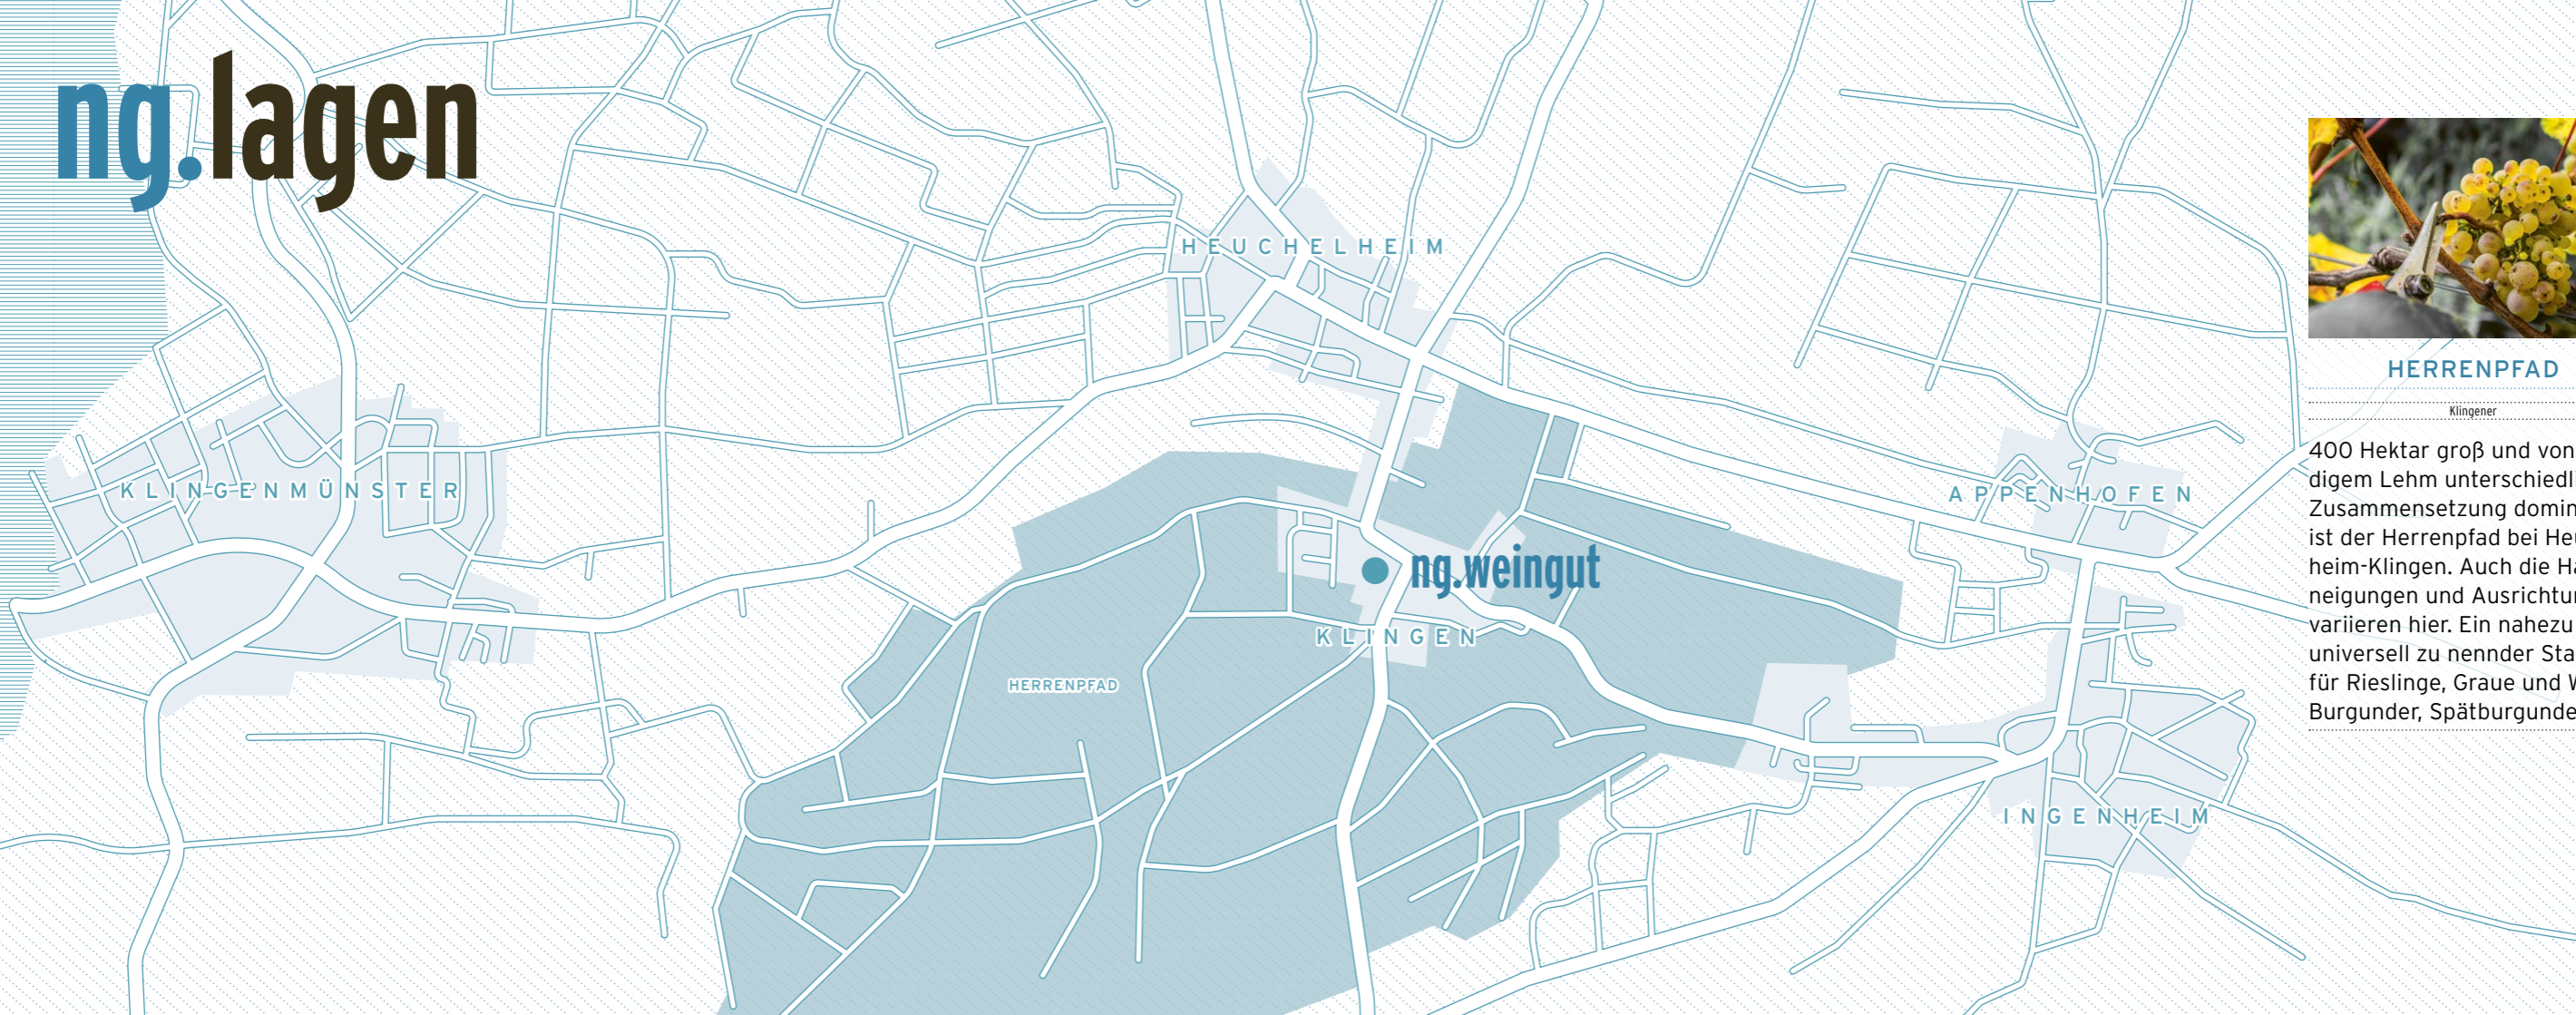 ng.lagen
HEUCHELHEIM
KLINGENMÜNSTER
APPENHOFEN
ng.weingut
KLINGEN
HERRENPFAD
INGENHEIM
HERRENPFAD
Klingener
400 Hektar groß und von
digem Lehm unterschiedli
Zusammensetzung domin
ist der Herrenpfad bei Heu
heim-Klingen. Auch die Ha
neigungen und Ausrichtu
variieren hier. Ein nahezu
universell zu nennder Sta
für Rieslinge, Graue und W
Burgunder, Spätburgunde